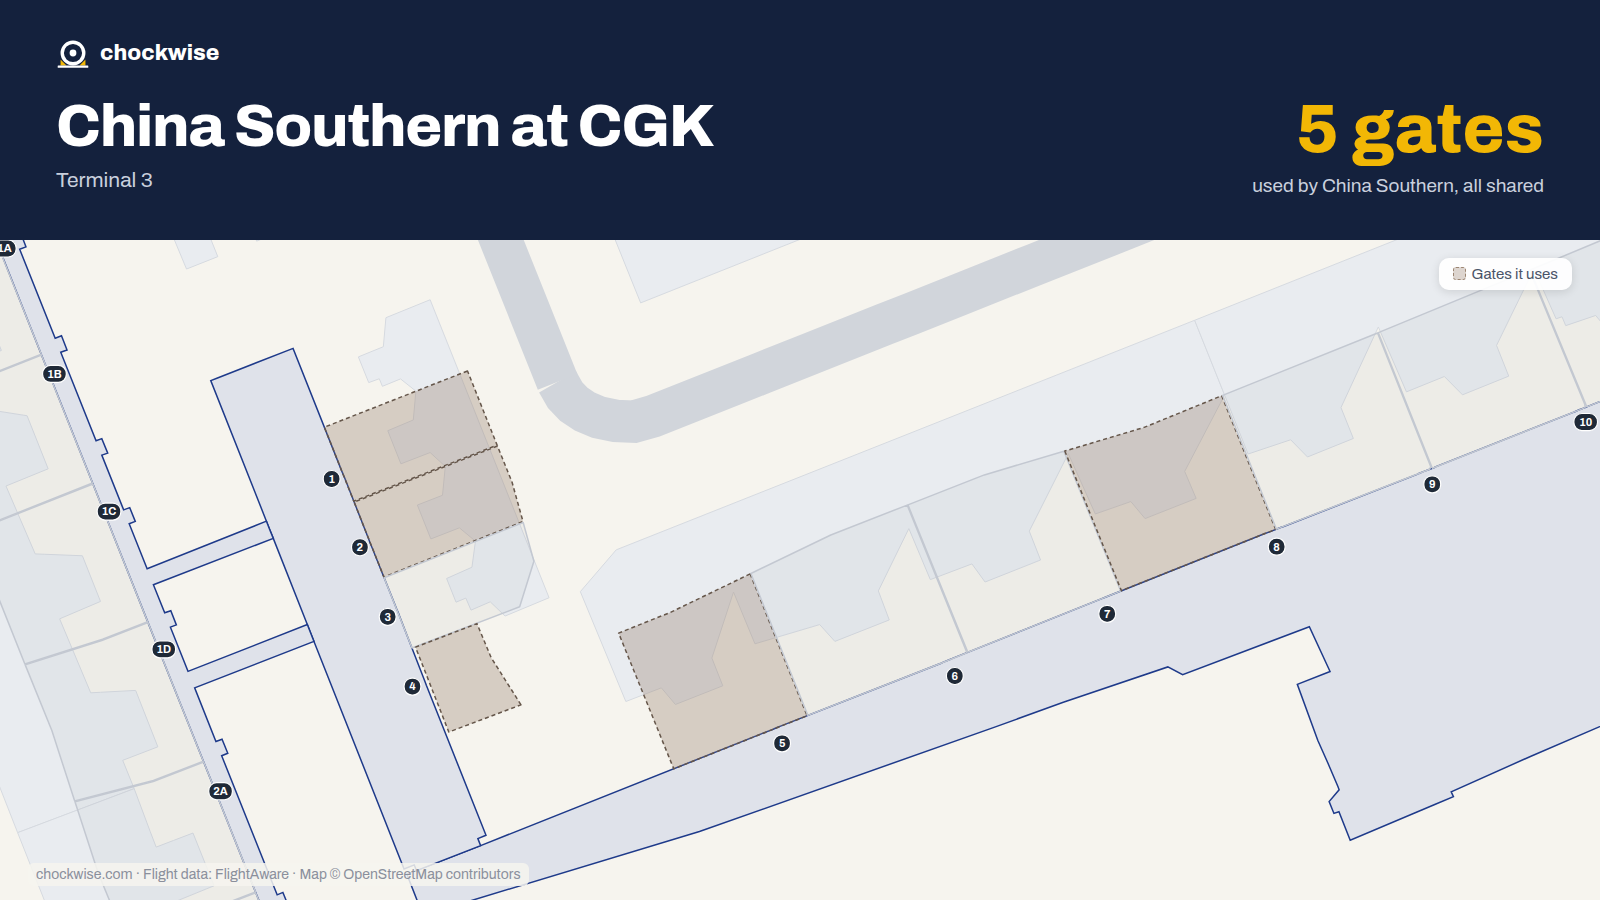 chockwise
China Southern at CGK
Terminal 3
5 gates
used by China Southern, all shared
Gates it uses
1A
1B
1C
1D
2A
1
2
3
4
5
6
7
8
9
10
chockwise.com · Flight data: FlightAware · Map © OpenStreetMap contributors